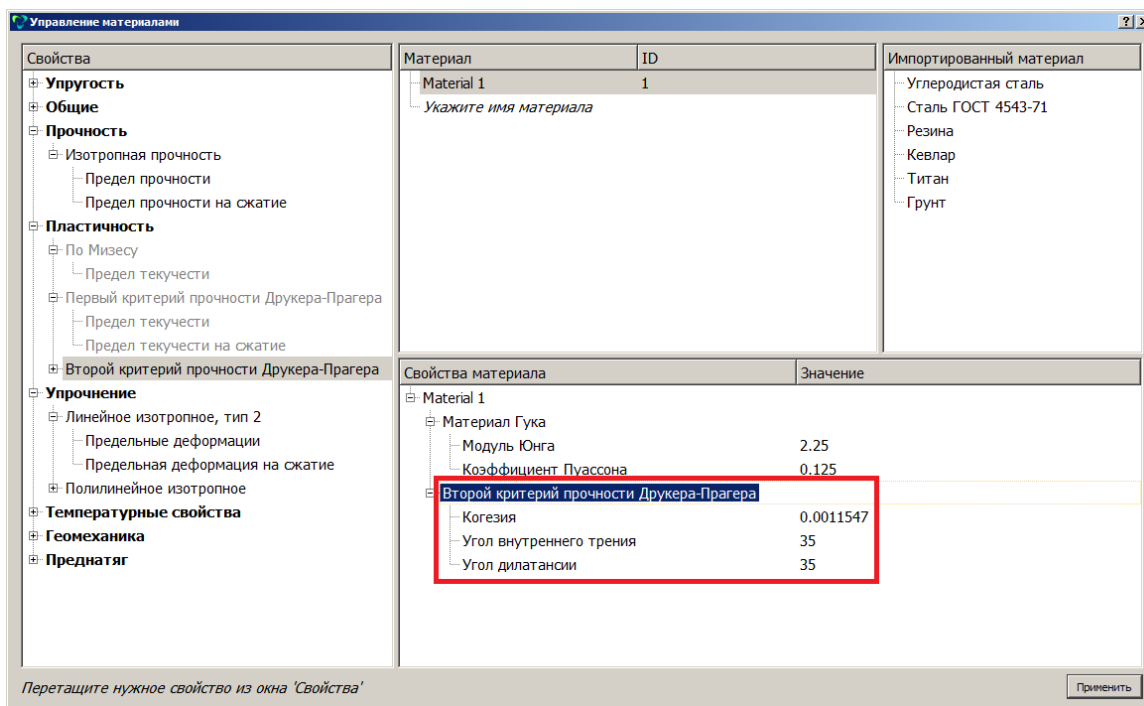 Управление материалами
Свойства
Упругость
Общие
Прочность
Изотропная прочность
Предел прочности
Предел прочности на сжатие
Пластичность
По Мизесу
Предел текучести
Первый критерий прочности Друкера-Прагера
Предел текучести
Предел текучести на сжатие
Второй критерий прочности Друкера-Прагера
Упрочнение
Линейное изотропное, тип 2
Предельные деформации
Предельная деформация на сжатие
Полилинейное изотропное
Температурные свойства
Геомеханика
Преднатяг
Материал ID
Material 1 1
Укажите имя материала
Импортированный материал
Углеродистая сталь
Сталь ГОСТ 4543-71
Резина
Кевлар
Титан
Грунт
Свойства материала Значение
Material 1
Материал Гука
Модуль Юнга 2.25
Коэффициент Пуассона 0.125
Второй критерий прочности Друкера-Прагера
Когезия 0.0011547
Угол внутреннего трения 35
Угол дилатансии 35
Перетащите нужное свойство из окна 'Свойства'
Применить